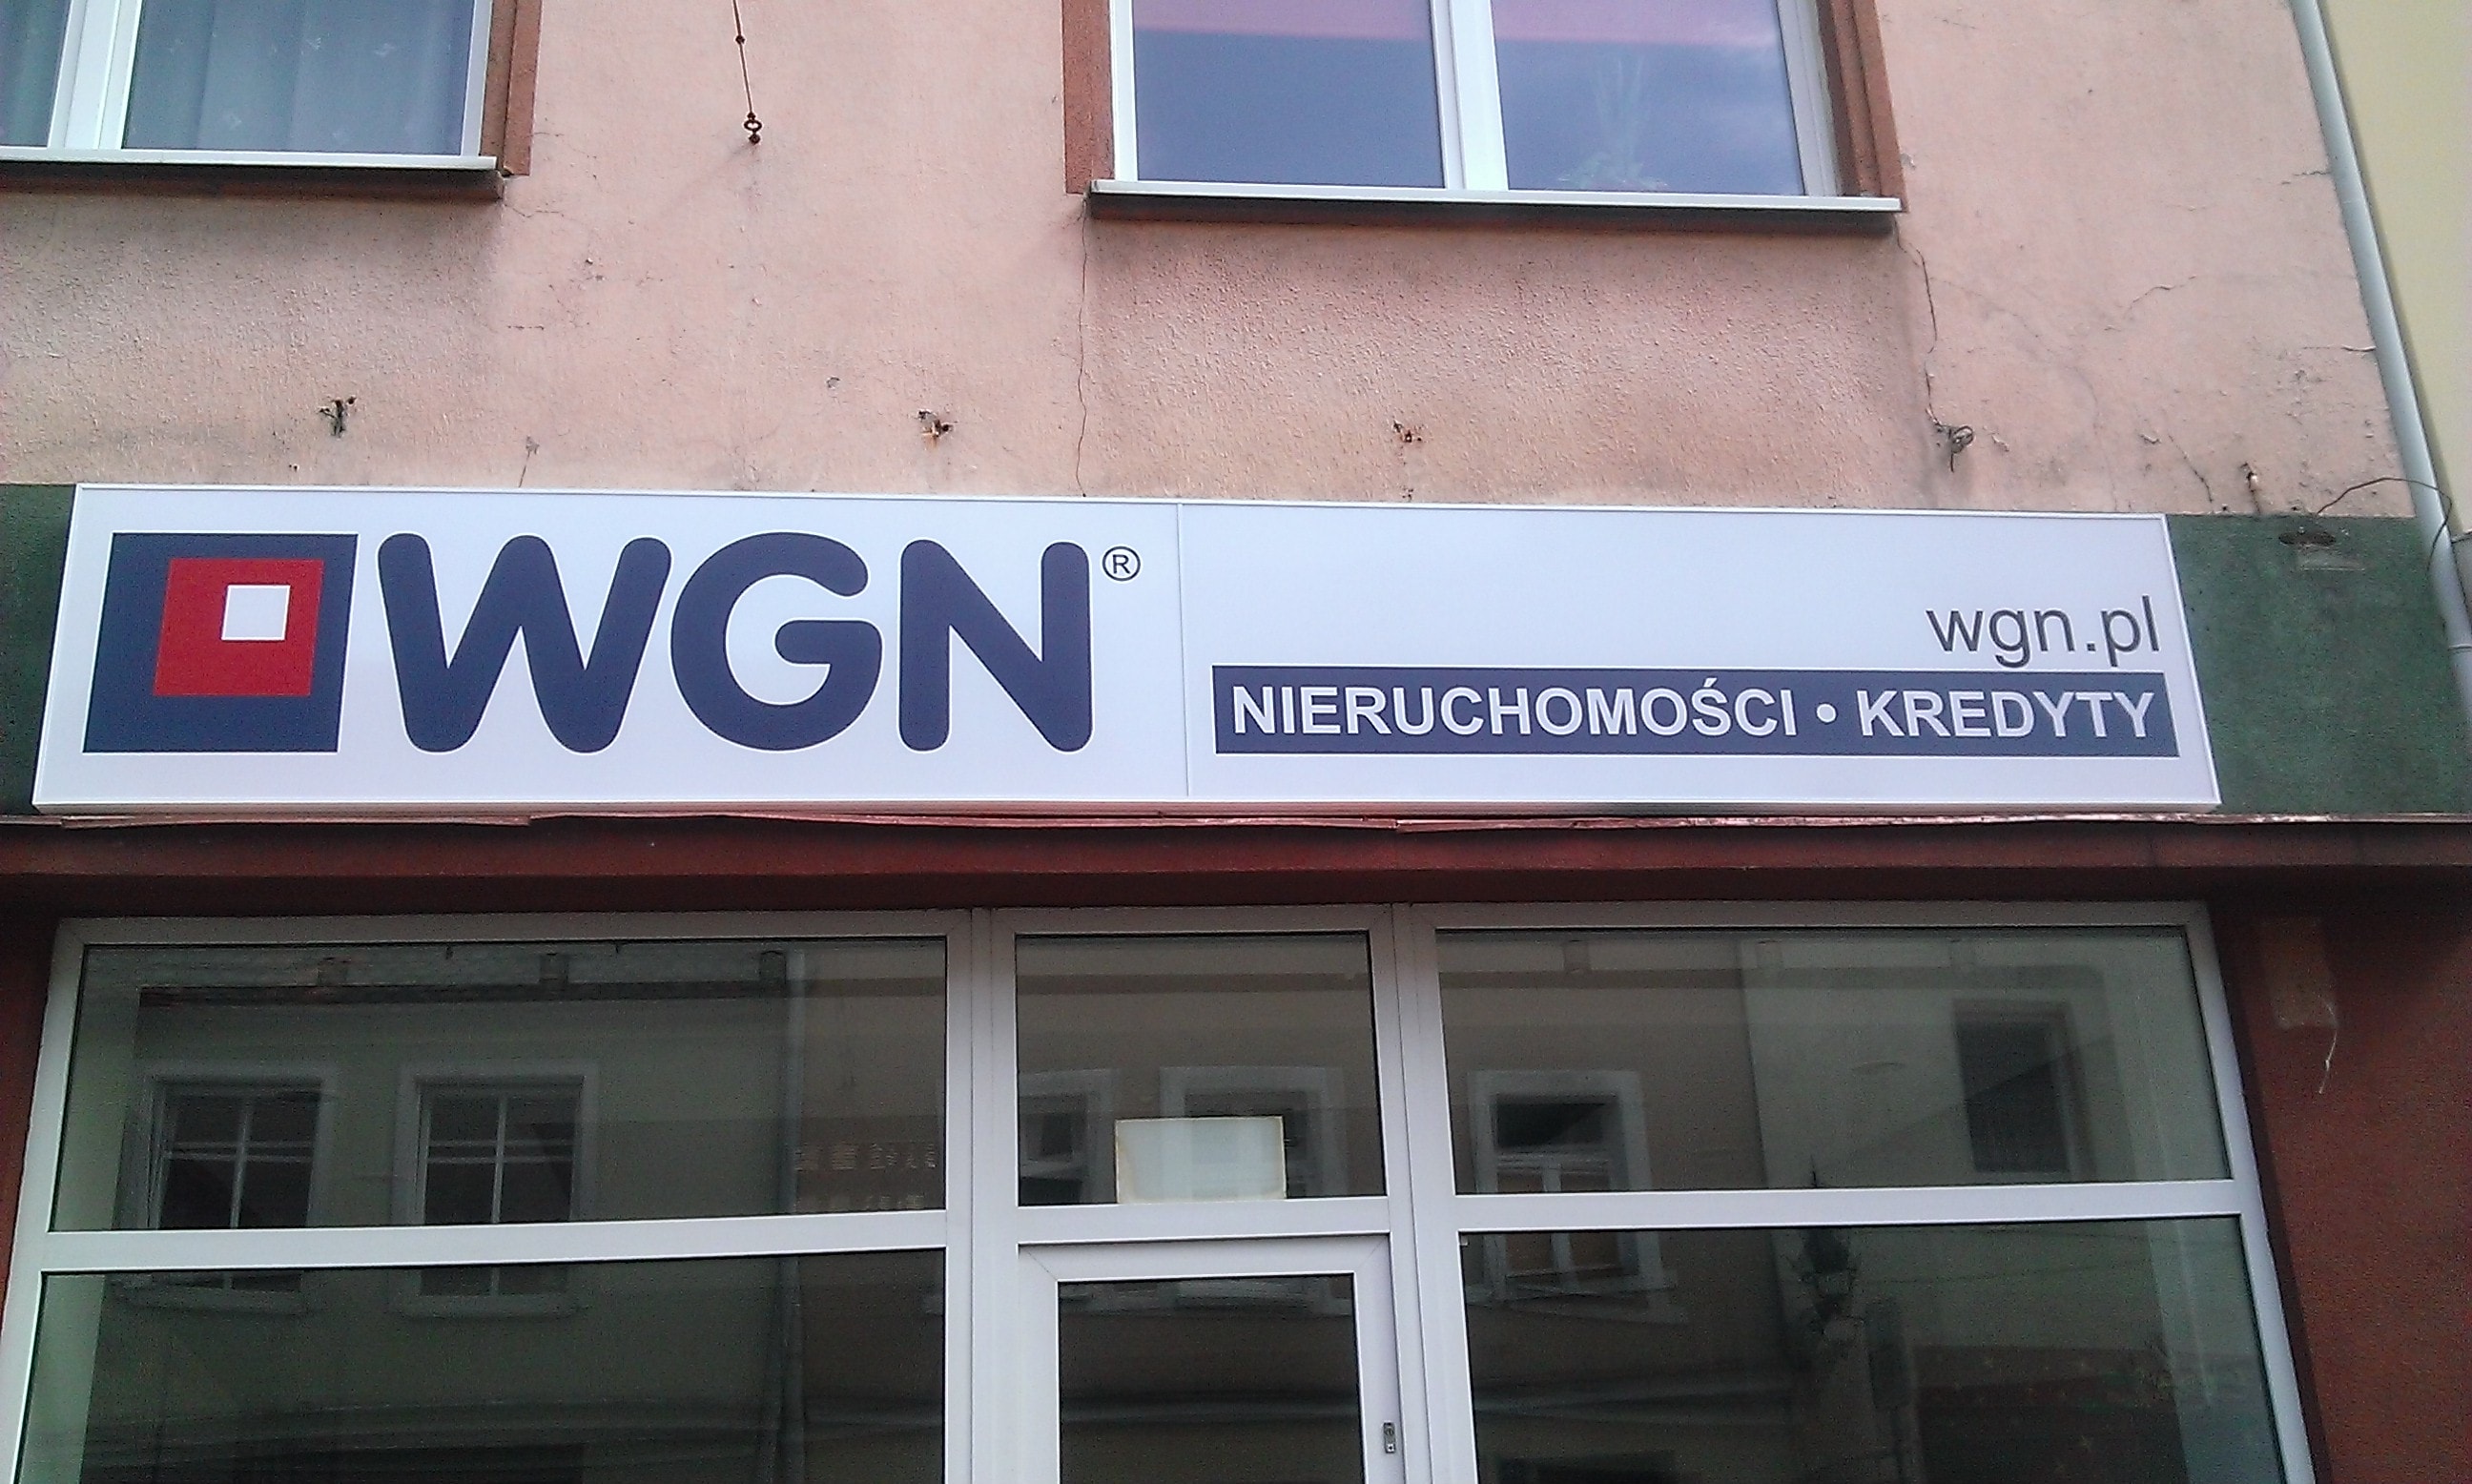 WGN®
wgn.pl
NIERUCHOMOŚCI • KREDYTY